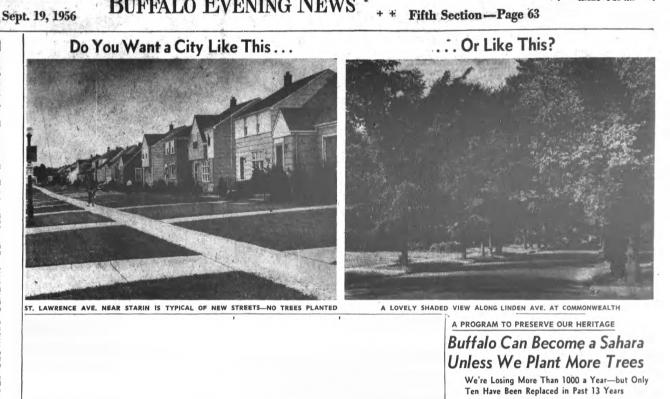 Sept. 19, 1956
BUFFALO EVENING NEWS
Fifth Section—Page 63
Do You Want a City Like This . . .
. . . Or Like This?
ST. LAWRENCE AVE. NEAR STARIN IS TYPICAL OF NEW STREETS—NO TREES PLANTED
A LOVELY SHADED VIEW ALONG LINDEN AVE. AT COMMONWEALTH
A PROGRAM TO PRESERVE OUR HERITAGE
Buffalo Can Become a Sahara
Unless We Plant More Trees
We're Losing More Than 1000 a Year—but Only
Ten Have Been Replaced in Past 13 Years